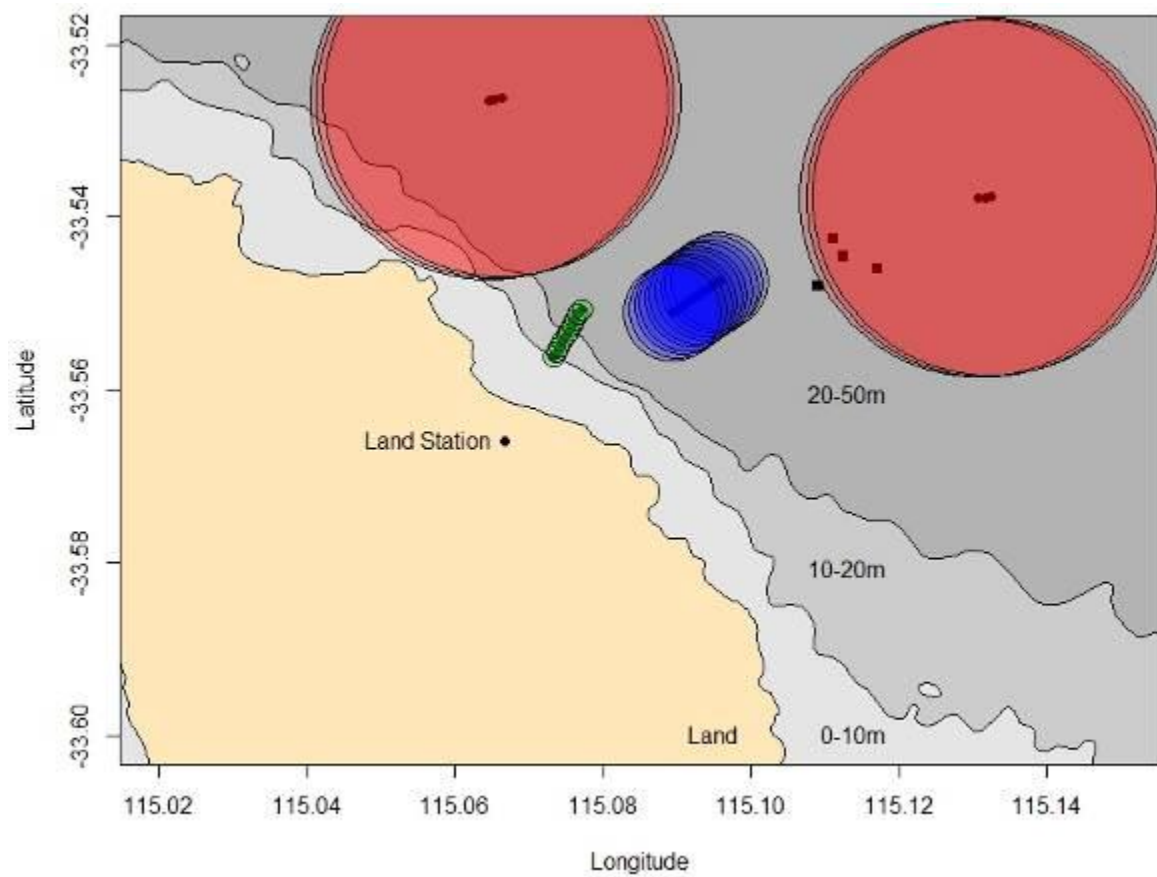 -33.52
-33.54
-33.56
-33.58
-33.60
Latitude
20-50m
Land Station
10-20m
Land
0-10m
115.02
115.04
115.06
115.08
115.10
115.12
115.14
Longitude